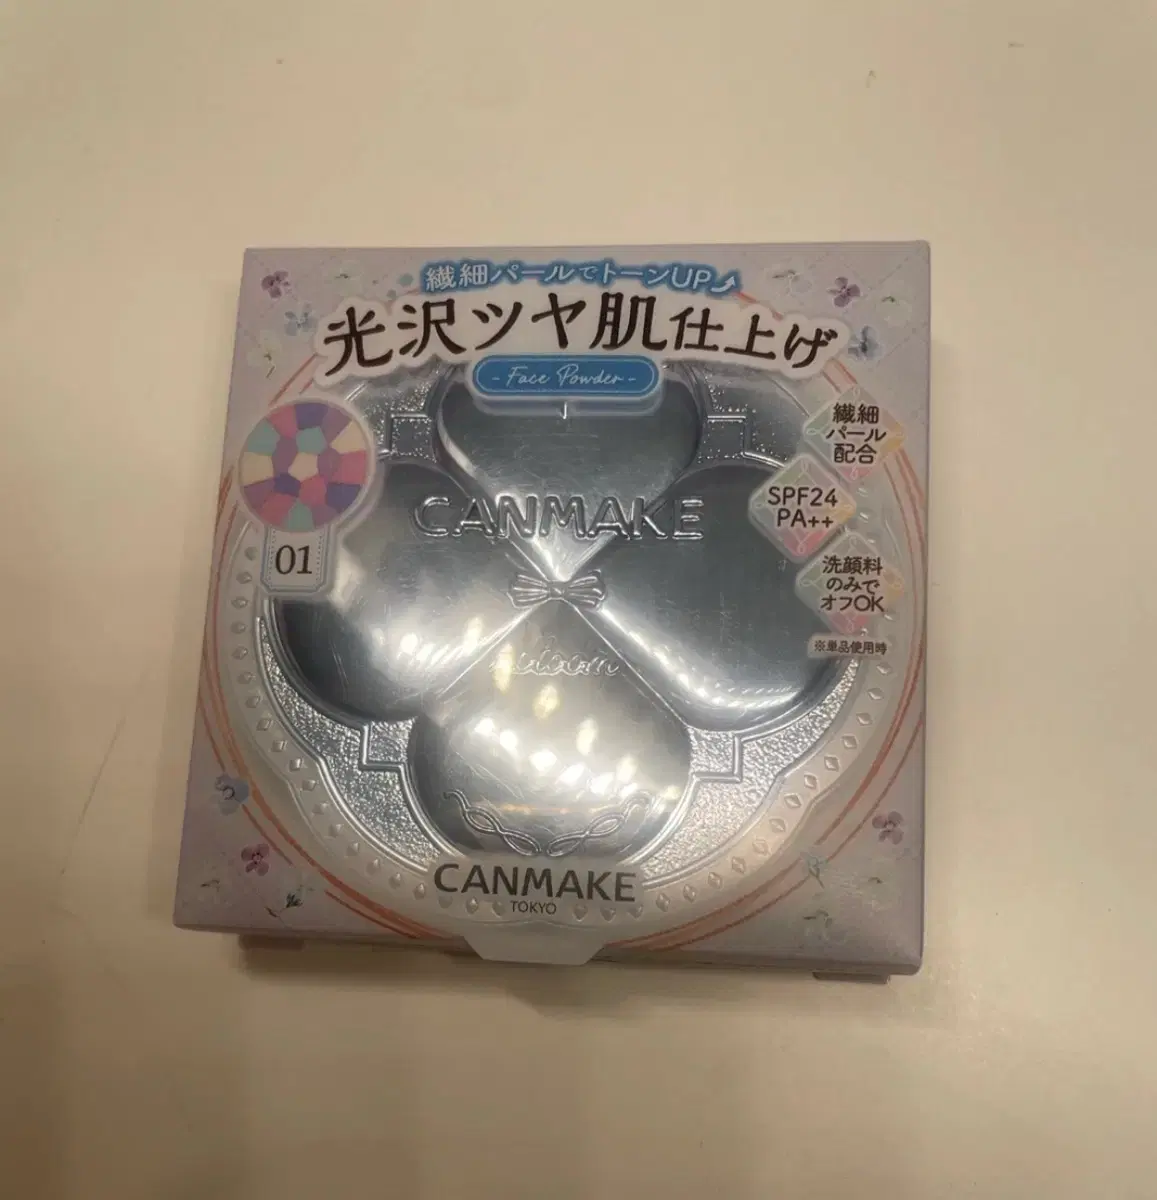 繊細パールでトーンUP
光沢ツヤ肌仕上げ
- Face Powder -
繊細
パール
配合
SPF24
PA++
01
洗顔料
のみで
オフOK
※単品使用時
CANMAKE
CANMAKE
TOKYO